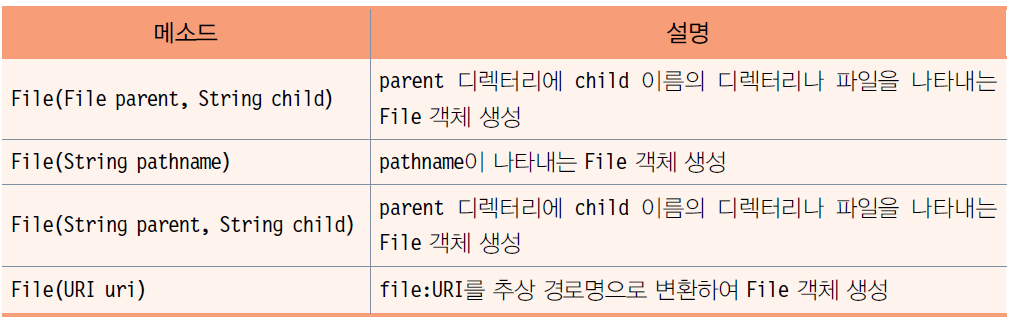 메소드 설명
File(File parent, String child)
parent 디렉터리에 child 이름의 디렉터리나 파일을 나타내는
File 객체 생성
File(String pathname)
pathname이 나타내는 File 객체 생성
File(String parent, String child)
parent 디렉터리에 child 이름의 디렉터리나 파일을 나타내는
File 객체 생성
File(URI uri)
file:URI를 추상 경로명으로 변환하여 File 객체 생성